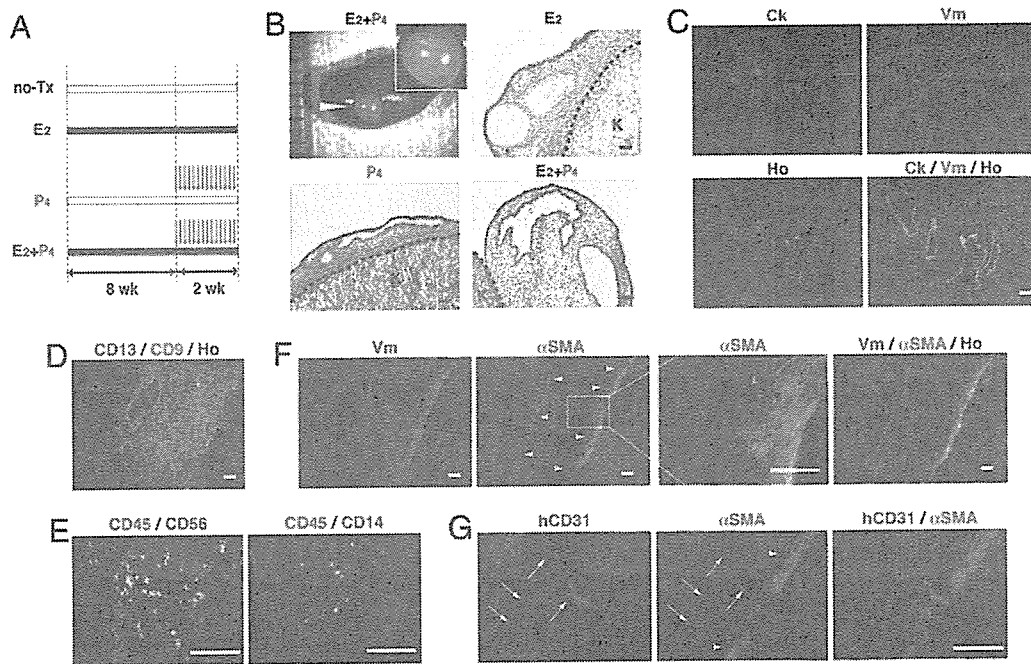 A
no-Tx
E2
P4
E2+P4
8 wk
2 wk
B
E2+P4
E2
K
P4
E2+P4
C
Ck
Vm
Ho
Ck / Vm / Ho
D
CD13 / CD9 / Ho
E
CD45 / CD56
CD45 / CD14
F
Vm
αSMA
αSMA
Vm / αSMA / Ho
G
hCD31
αSMA
hCD31 / αSMA